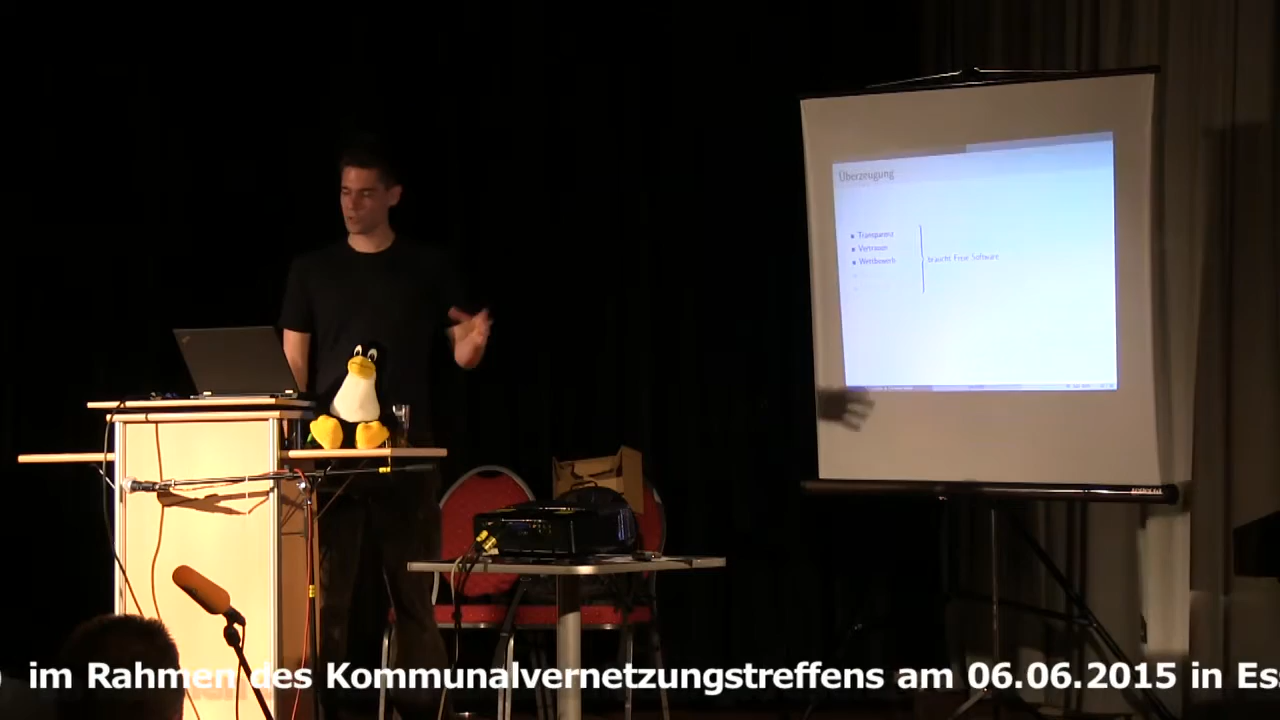 Überzeugung
Transparenz
Vertrauen
Wettbewerb
braucht Freie Software
im Rahmen des Kommunalvernetzungstreffens am 06.06.2015 in Es